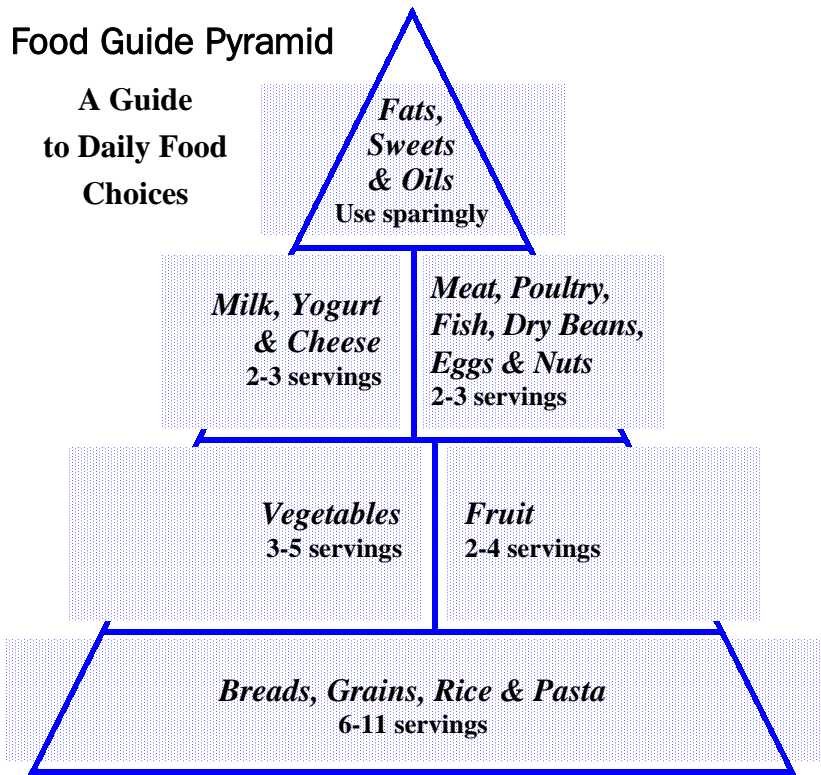 Food Guide Pyramid
A Guide
to Daily Food
Choices
Fats,
Sweets
& Oils
Use sparingly
Milk, Yogurt
& Cheese
2-3 servings
Meat, Poultry,
Fish, Dry Beans,
Eggs & Nuts
2-3 servings
Vegetables
3-5 servings
Fruit
2-4 servings
Breads, Grains, Rice & Pasta
6-11 servings